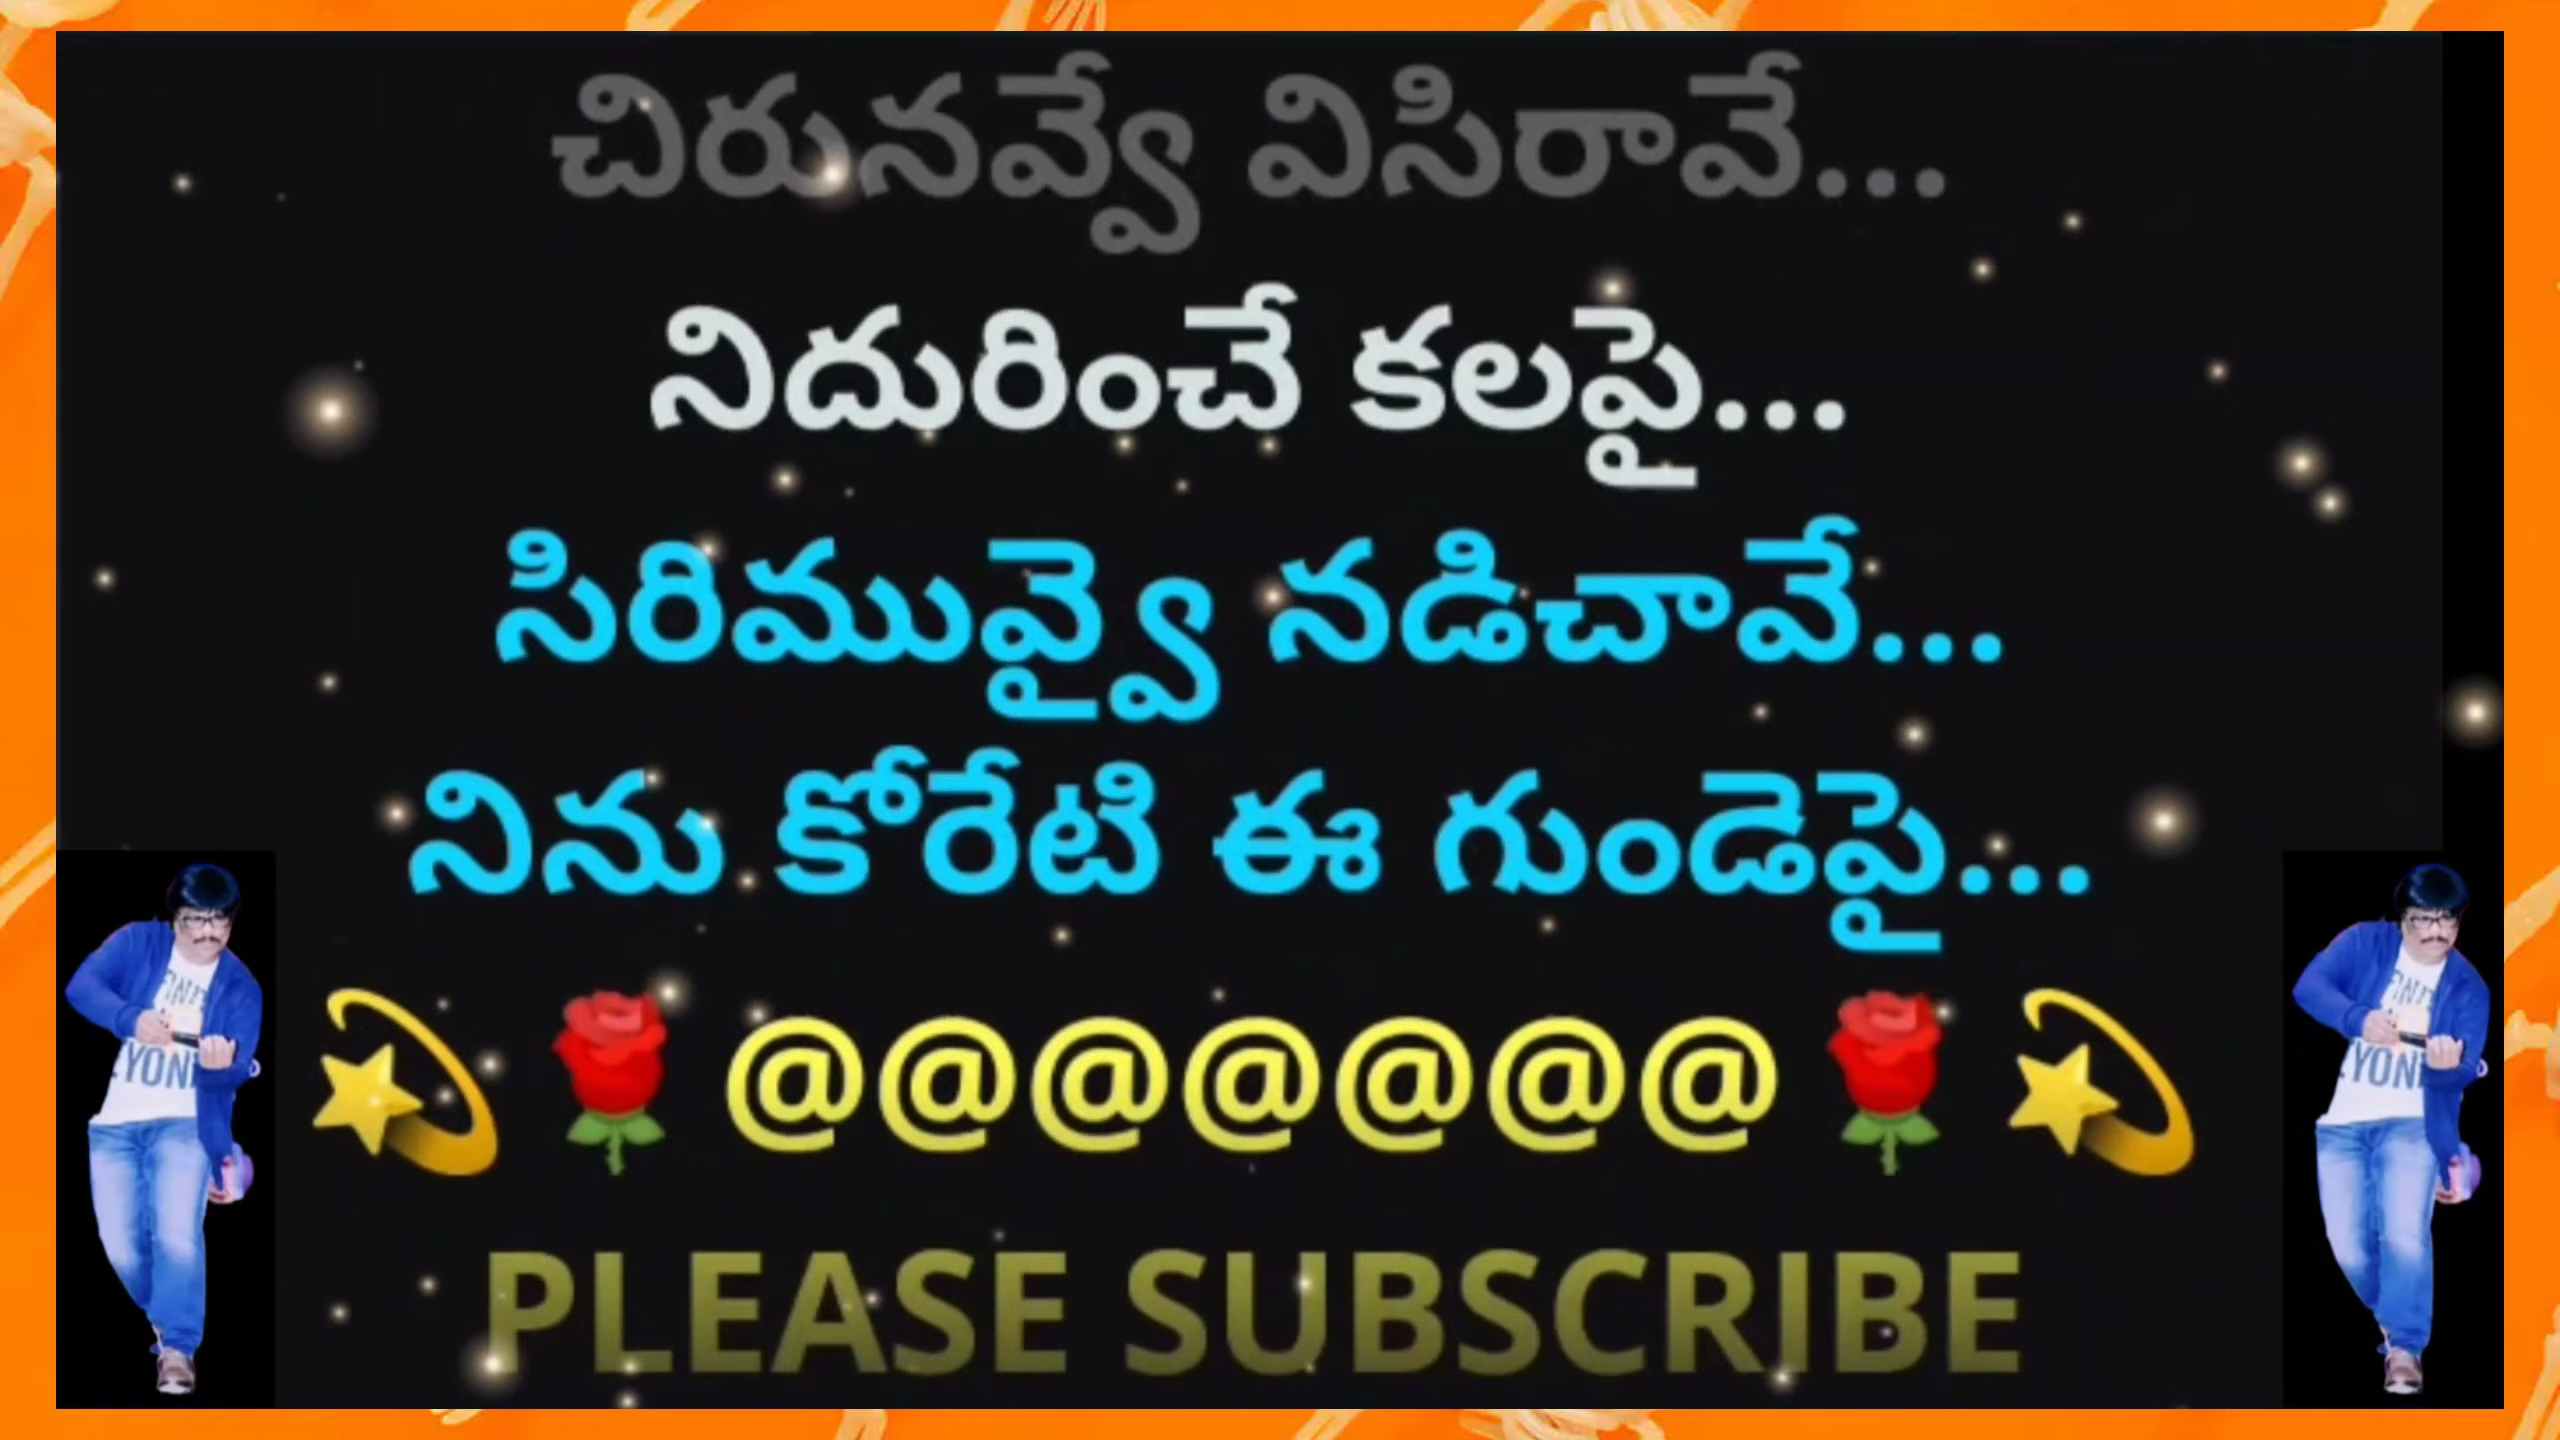 చిరునవ్వే విసిరావే...
నిదురించే కలపై...
సిరిమువ్వై నడిచావే...
నిను కోరేటి ఈ గుండెపై...
💫 🌹 @@@@@@@ 🌹 💫
PLEASE SUBSCRIBE